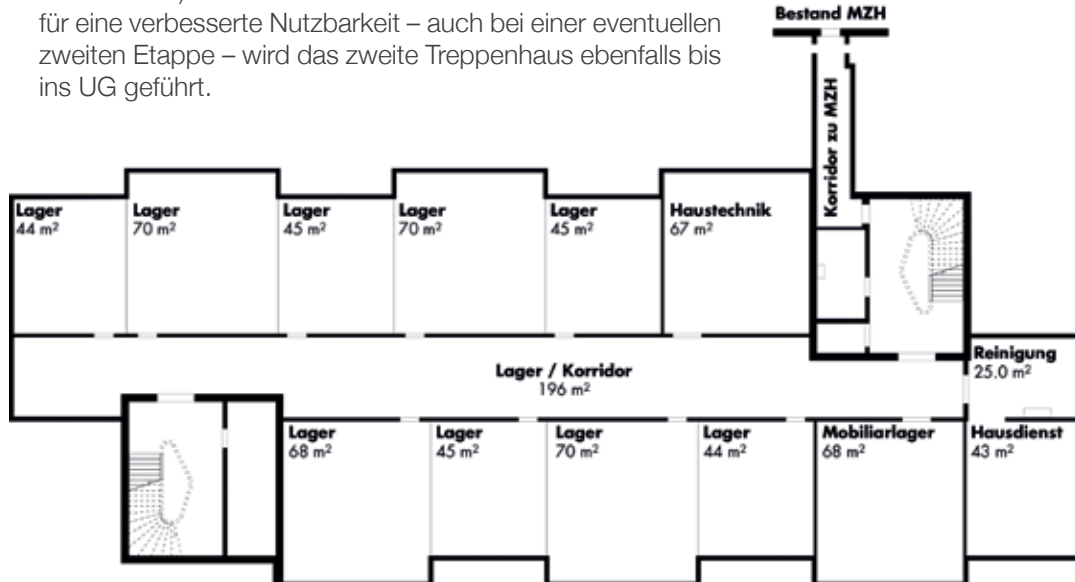 für eine verbesserte Nutzbarkeit – auch bei einer eventuellen
zweiten Etappe – wird das zweite Treppenhaus ebenfalls bis
ins UG geführt.
Bestand MZH
Korridor zu MZH
Lager
44 m²
Lager
70 m²
Lager
45 m²
Lager
70 m²
Lager
45 m²
Haustechnik
67 m²
Lager / Korridor
196 m²
Reinigung
25.0 m²
Lager
68 m²
Lager
45 m²
Lager
70 m²
Lager
44 m²
Mobiliarlager
68 m²
Hausdienst
43 m²